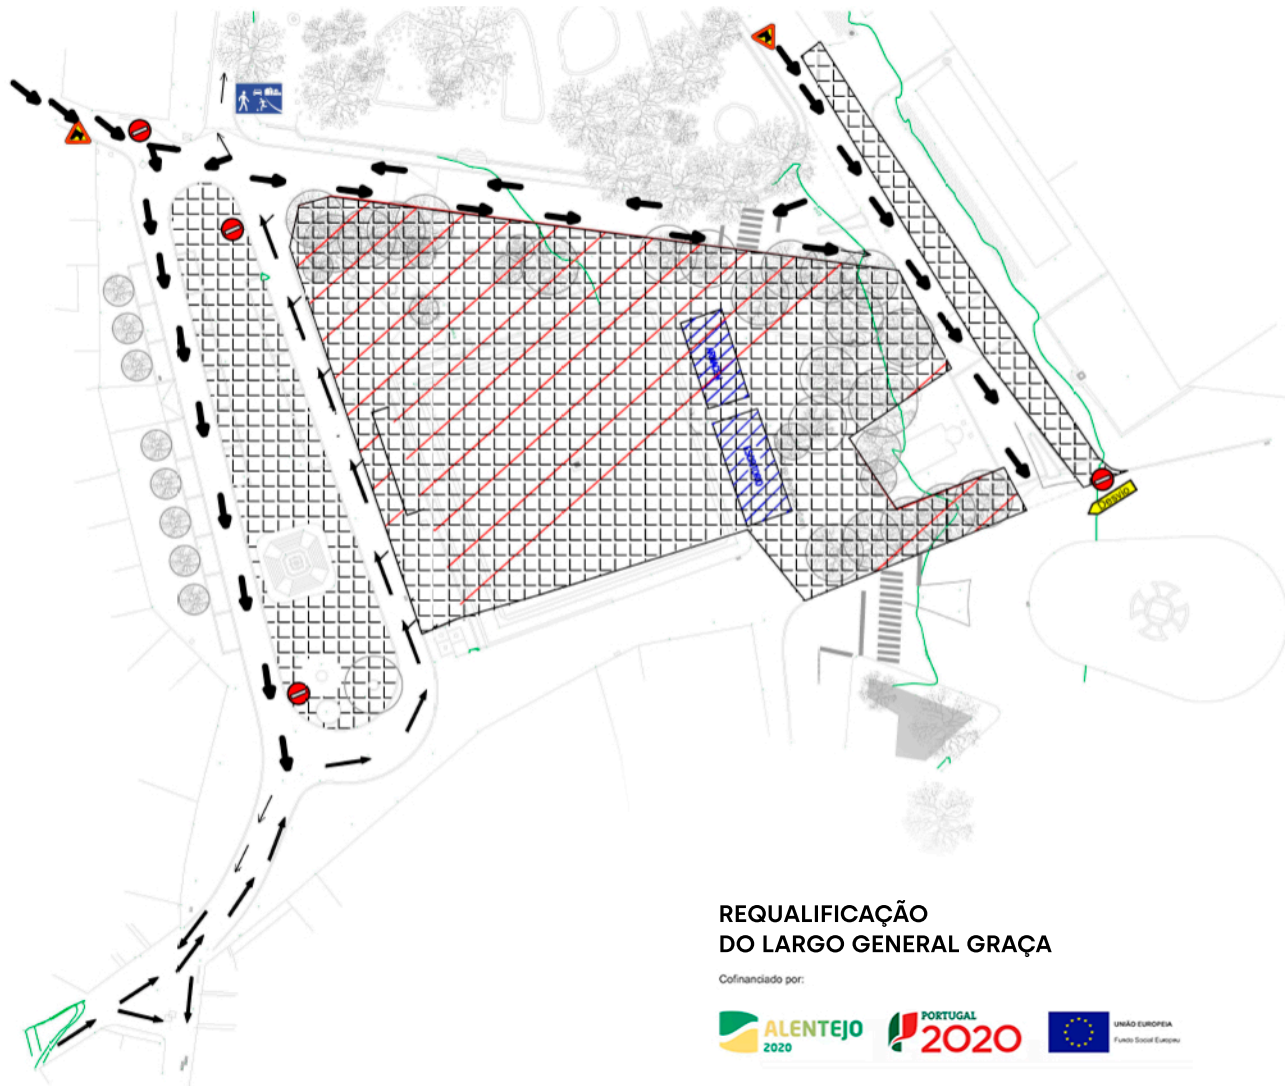 Desvio
REQUALIFICAÇÃO
DO LARGO GENERAL GRAÇA
Cofinanciado por:
ALENTEJO
2020
PORTUGAL
2020
UNIÃO EUROPEIA
Fundo Social Europeu